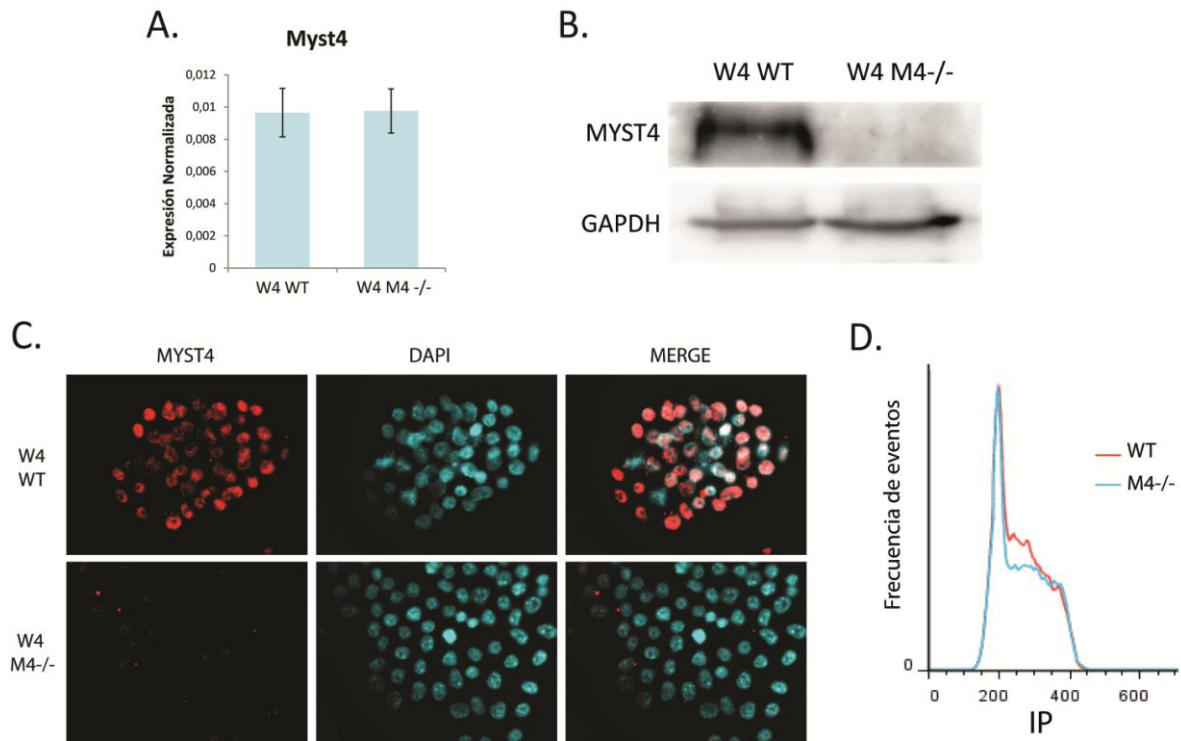 A.
Myst4
Expresión Normalizada
0,012
0,01
0,008
0,006
0,004
0,002
0
W4 WT
W4 M4 -/-
B.
W4 WT
W4 M4-/-
MYST4
GAPDH
C.
MYST4
DAPI
MERGE
W4
WT
W4
M4-/-
D.
Frecuencia de eventos
0
0
200
400
600
IP
WT
M4-/-